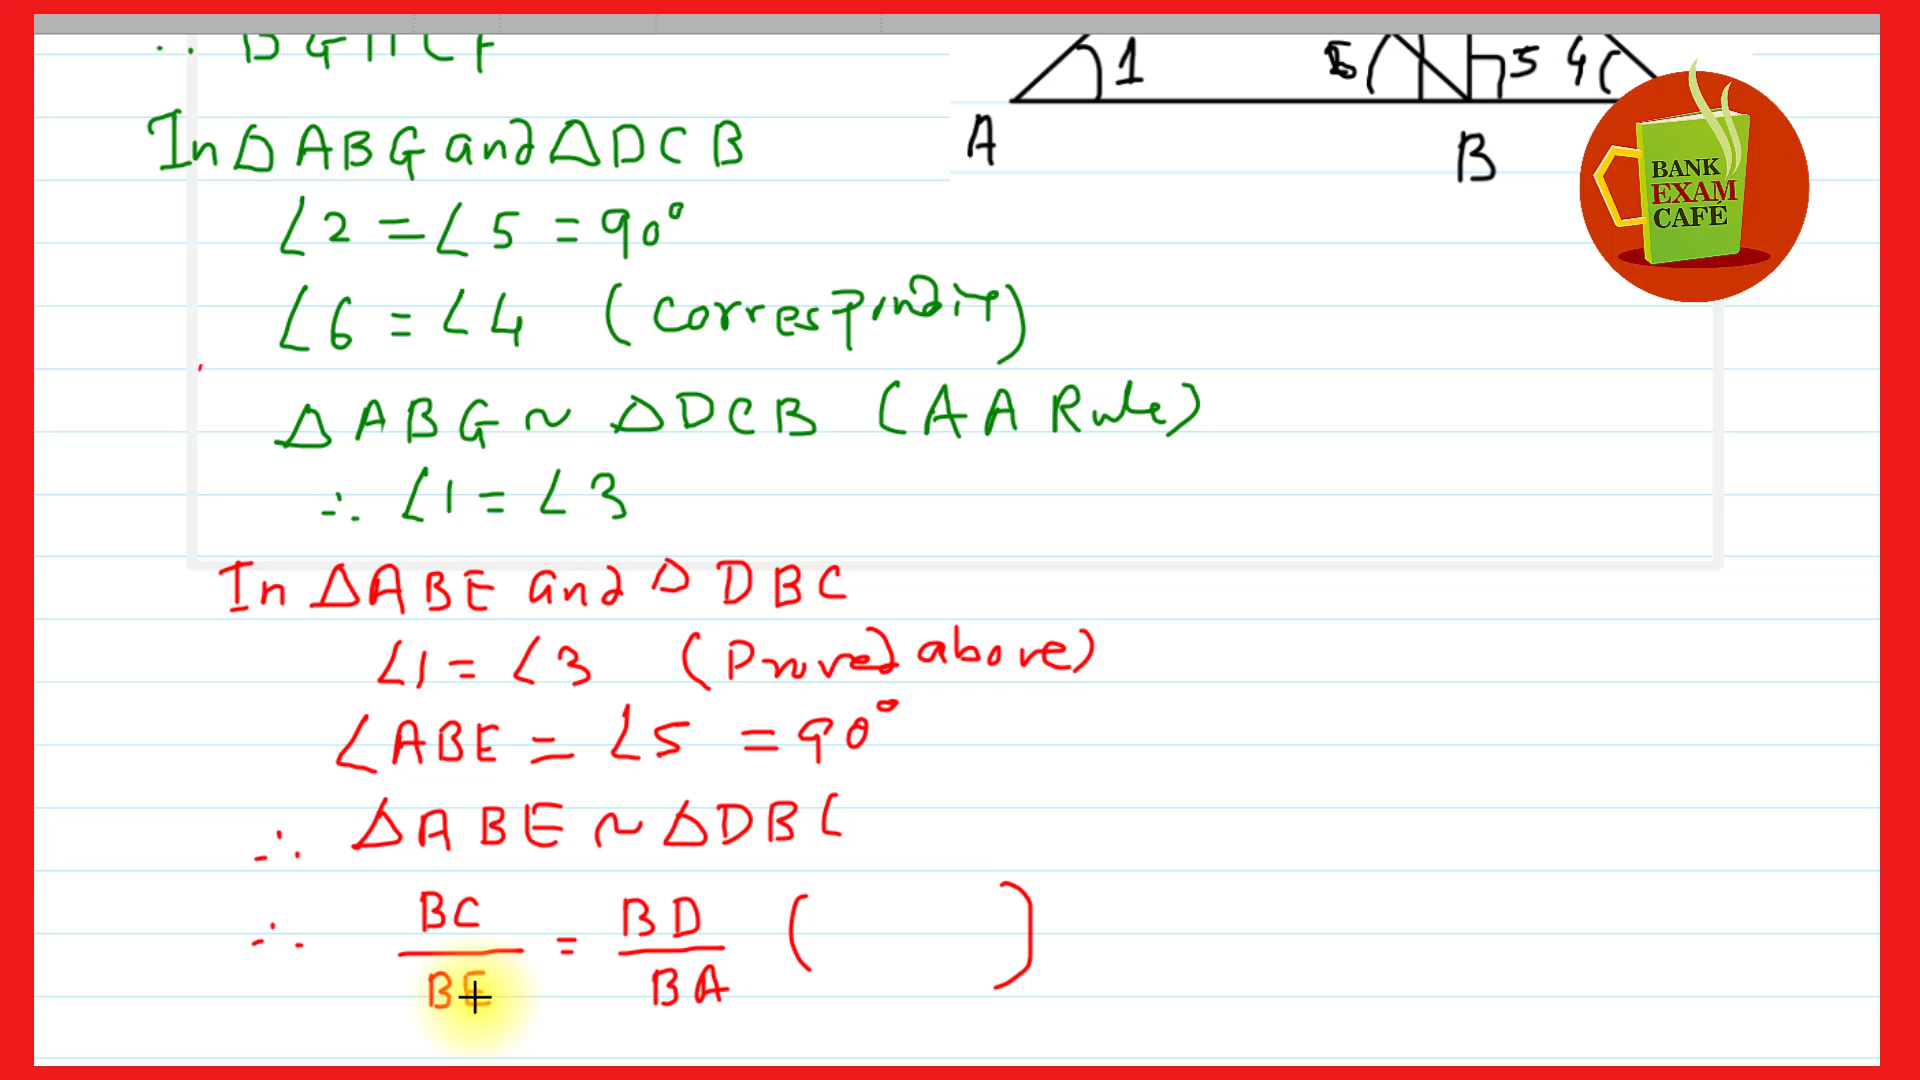 ∴ BG || CF
In △ ABG and △ DCB
∠2 = ∠5 = 90°
∠6 = ∠4 (corresponding)
△ ABG ~ △ DCB (AA Rule)
∴ ∠1 = ∠3
In △ ABE and △ DBC
∠1 = ∠3 (Proved above)
∠ABE = ∠5 = 90°
∴ △ABE ~ △DBC
∴ BC/BE = BD/BA ( )
1 5 4
A B
BANK
EXAM
CAFÉ